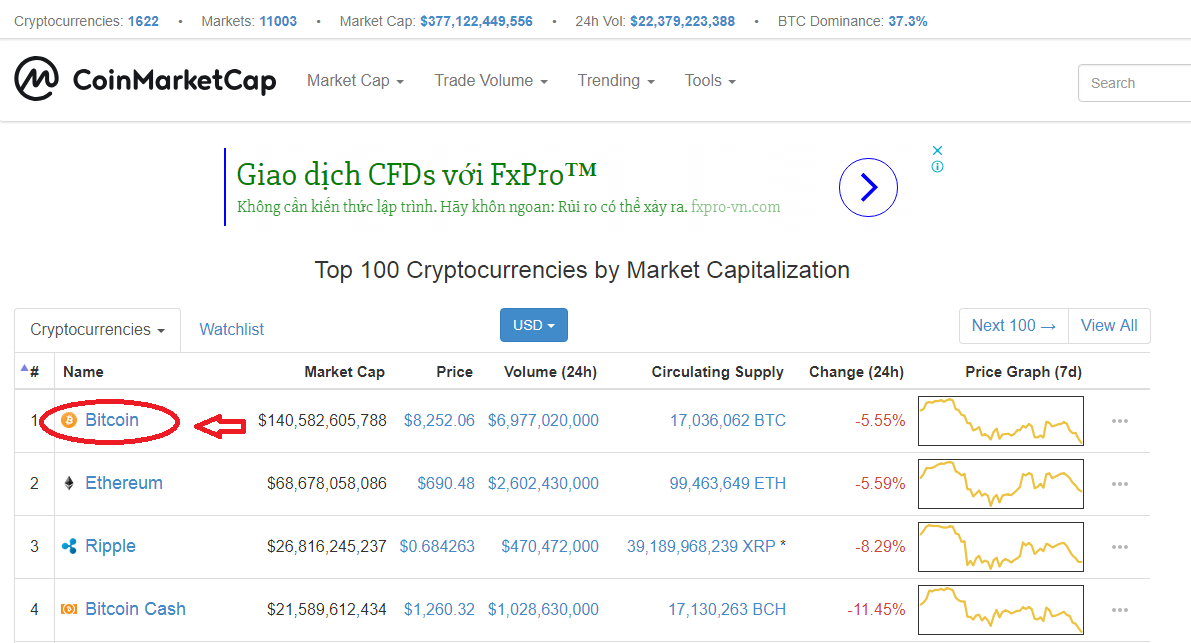 Cryptocurrencies: 1622 • Markets: 11003 • Market Cap: $377,122,449,556 • 24h Vol: $22,379,223,388 • BTC Dominance: 37.3%
CoinMarketCap Market Cap Trade Volume Trending Tools Search
Giao dịch CFDs với FxPro™
Không cần kiến thức lập trình. Hãy khôn ngoan: Rủi ro có thể xảy ra. fxpro-vn.com
Top 100 Cryptocurrencies by Market Capitalization
Cryptocurrencies Watchlist USD Next 100 → View All
# Name Market Cap Price Volume (24h) Circulating Supply Change (24h) Price Graph (7d)
1 Bitcoin $140,582,605,788 $8,252.06 $6,977,020,000 17,036,062 BTC -5.55%
2 Ethereum $68,678,058,086 $690.48 $2,602,430,000 99,463,649 ETH -5.59%
3 Ripple $26,816,245,237 $0.684263 $470,472,000 39,189,968,239 XRP * -8.29%
4 Bitcoin Cash $21,589,612,434 $1,260.32 $1,028,630,000 17,130,263 BCH -11.45%